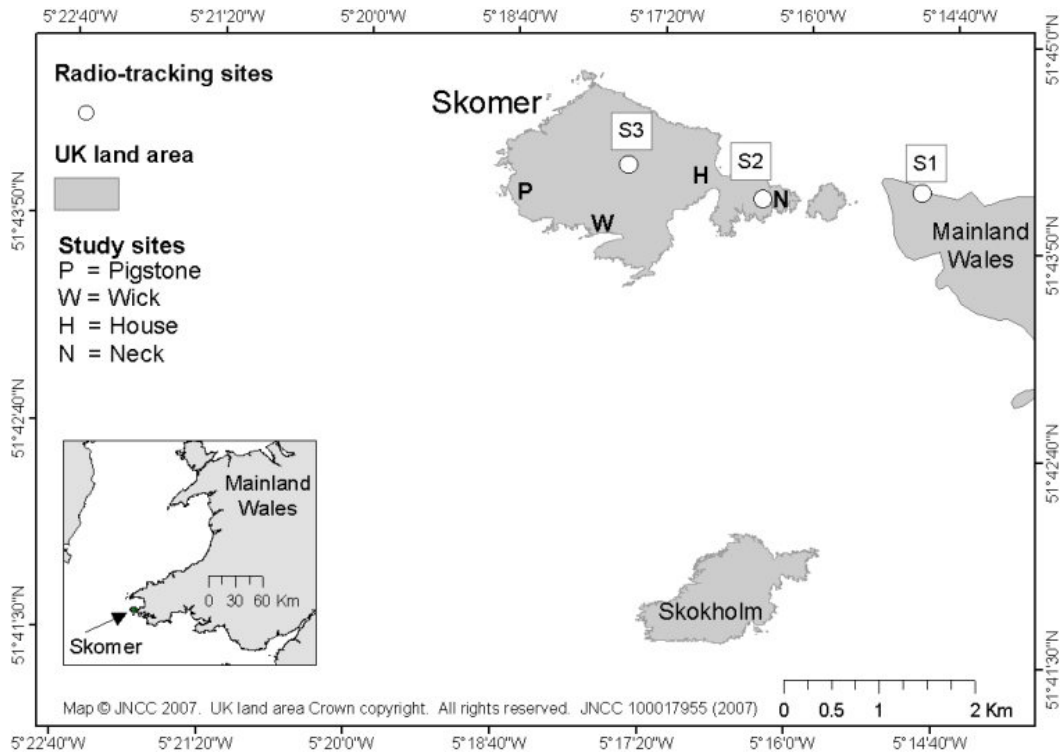 5°22'40"W 5°21'20"W 5°20'0"W 5°18'40"W 5°17'20"W 5°16'0"W 5°14'40"W
51°45'0"N
Radio-tracking sites
Skomer
S3
UK land area
S2
S1
P
H
N
51°43'50"N
W
Mainland
Wales
51°43'50"N
Study sites
P = Pigstone
W = Wick
H = House
N = Neck
51°42'40"N
51°42'40"N
Mainland
Wales
0 30 60 Km
Skomer
51°41'30"N
Skokholm
51°41'30"N
0 0.5 1 2 Km
Map © JNCC 2007. UK land area Crown copyright. All rights reserved. JNCC 100017955 (2007)
5°22'40"W 5°21'20"W 5°20'0"W 5°18'40"W 5°17'20"W 5°16'0"W 5°14'40"W